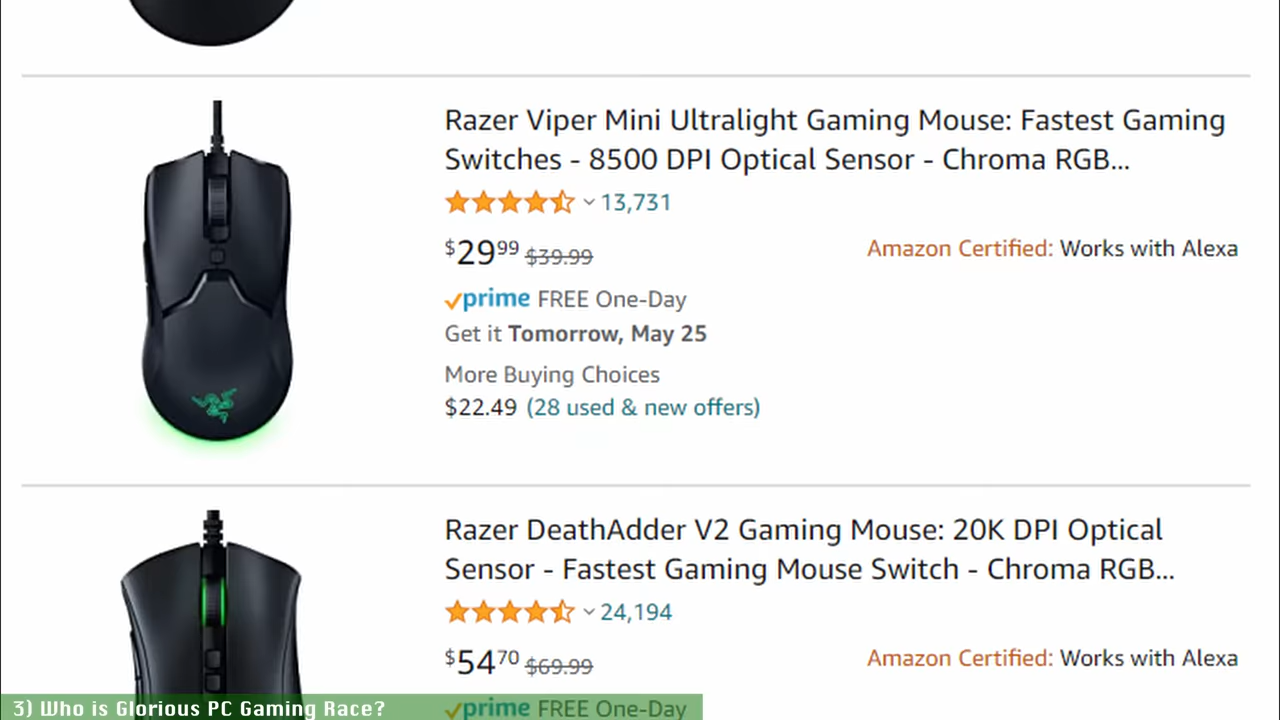 Razer Viper Mini Ultralight Gaming Mouse: Fastest Gaming
Switches - 8500 DPI Optical Sensor - Chroma RGB...
13,731
$2999 $39.99
Amazon Certified: Works with Alexa
prime FREE One-Day
Get it Tomorrow, May 25
More Buying Choices
$22.49 (28 used & new offers)
Razer DeathAdder V2 Gaming Mouse: 20K DPI Optical
Sensor - Fastest Gaming Mouse Switch - Chroma RGB...
24,194
$5470 $69.99
Amazon Certified: Works with Alexa
prime FREE One-Day
3) Who is Glorious PC Gaming Race?